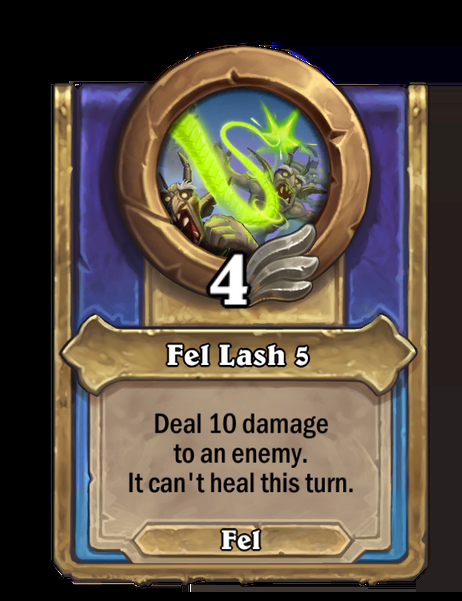 4
Fel Lash 5
Deal 10 damage
to an enemy.
It can't heal this turn.
Fel